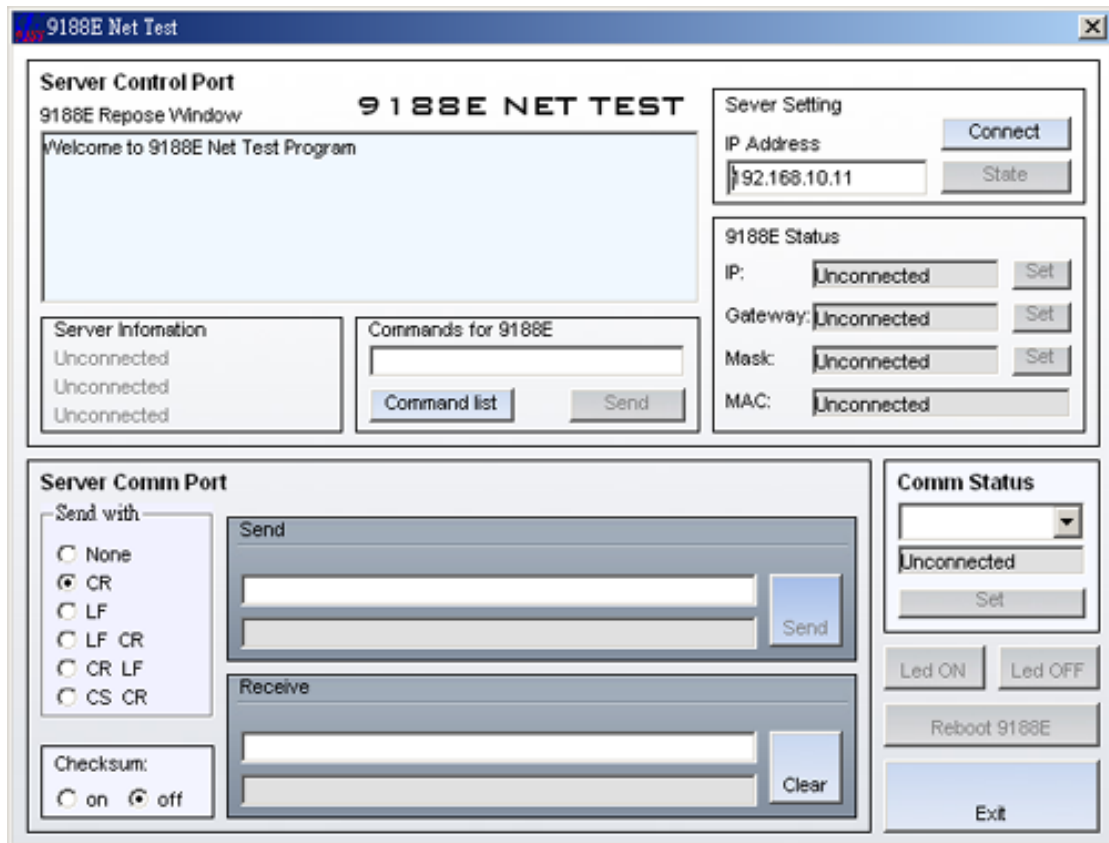 9188E Net Test
Server Control Port
9188E Repose Window
9188E NET TEST
Welcome to 9188E Net Test Program
Sever Setting
IP Address
Connect
192.168.10.11
State
9188E Status
IP:
Unconnected
Set
Gateway:
Unconnected
Set
Mask:
Unconnected
Set
MAC:
Unconnected
Server Infomation
Unconnected
Unconnected
Unconnected
Commands for 9188E
Command list
Send
Server Comm Port
Send with
None
CR
LF
LF CR
CR LF
CS CR
Checksum:
on off
Send
Send
Receive
Clear
Comm Status
Unconnected
Set
Led ON
Led OFF
Reboot 9188E
Exit